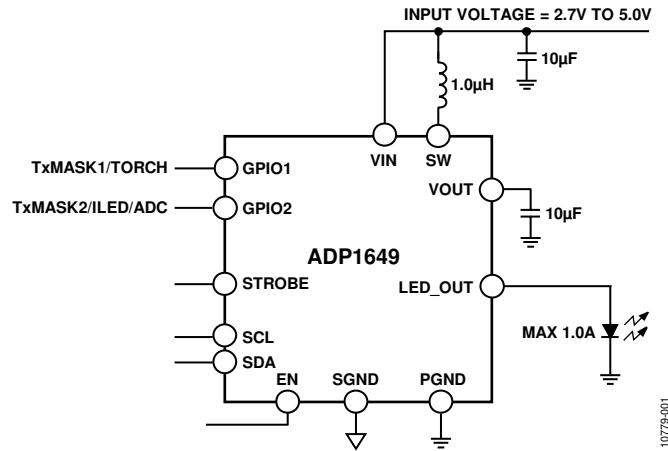 INPUT VOLTAGE = 2.7V TO 5.0V
10µF
1.0µH
VIN
SW
TxMASK1/TORCH
GPIO1
VOUT
TxMASK2/ILED/ADC
GPIO2
10µF
ADP1649
STROBE
LED_OUT
MAX 1.0A
SCL
SDA
EN
SGND
PGND
10779-001